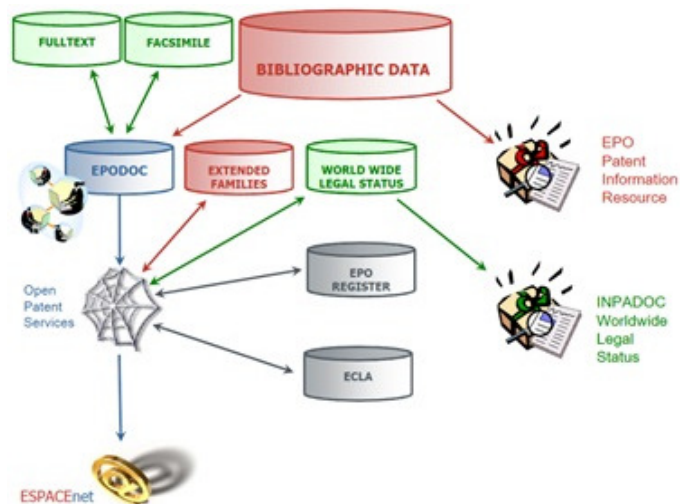 FULLTEXT
FACSIMILE
BIBLIOGRAPHIC DATA
EPO
Patent
Information
Resource
EPODOC
EXTENDED
FAMILIES
WORLD WIDE
LEGAL STATUS
EPO
REGISTER
Open
Patent
Services
INPADOC
Worldwide
Legal
Status
ECLA
ESPACEnet